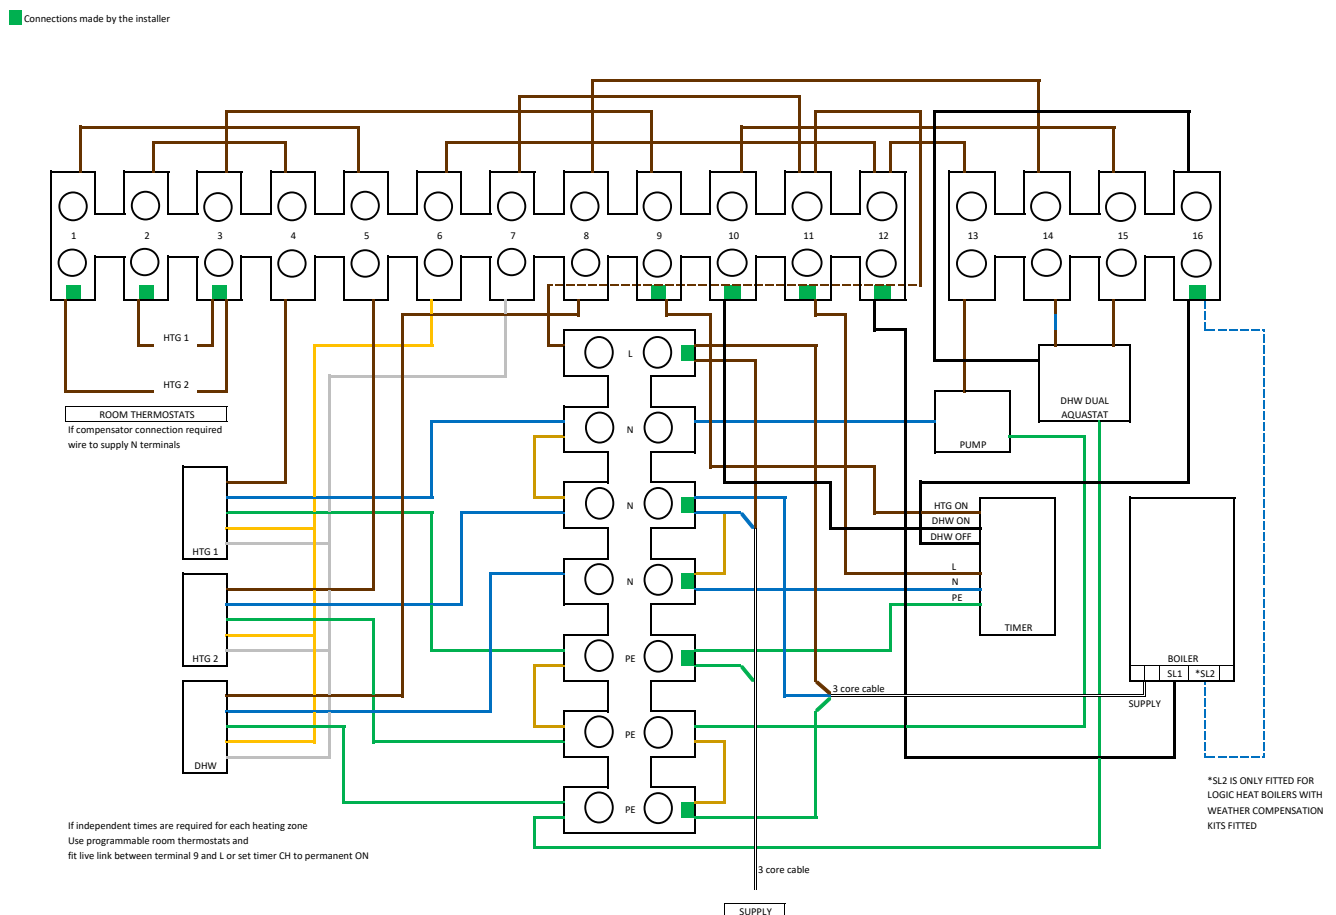 Connections made by the installer
1 2 3 4 5 6 7 8 9 10 11 12 13 14 15 16
HTG 1
HTG 2
ROOM THERMOSTATS
If compensator connection required
wire to supply N terminals
L
N
N
N
PE
PE
PE
HTG 1
HTG 2
DHW
PUMP
DHW DUAL
AQUASTAT
HTG ON
DHW ON
DHW OFF
L
N
PE
TIMER
BOILER
SL1 *SL2
SUPPLY
3 core cable
*SL2 IS ONLY FITTED FOR
LOGIC HEAT BOILERS WITH
WEATHER COMPENSATION
KITS FITTED
If independent times are required for each heating zone
Use programmable room thermostats and
fit live link between terminal 9 and L or set timer CH to permanent ON
3 core cable
SUPPLY